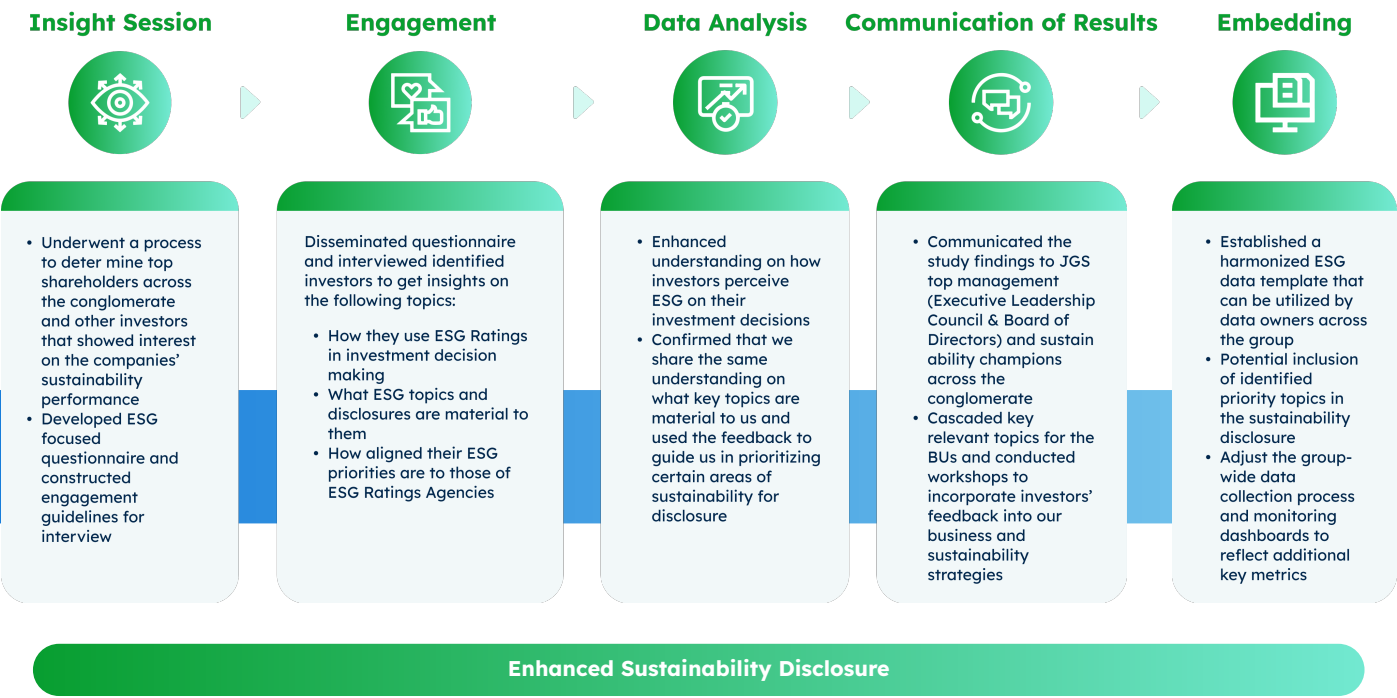 Insight Session
Engagement
Data Analysis
Communication of Results
Embedding
• Underwent a process
to deter mine top
shareholders across
the conglomerate
and other investors
that showed interest
on the companies’
sustainability
performance
• Developed ESG
focused
questionnaire and
constructed
engagement
guidelines for
interview
Disseminated questionnaire
and interviewed identified
investors to get insights on
the following topics:
• How they use ESG Ratings
in investment decision
making
• What ESG topics and
disclosures are material to
them
• How aligned their ESG
priorities are to those of
ESG Ratings Agencies
• Enhanced
understanding on how
investors perceive
ESG on their
investment decisions
• Confirmed that we
share the same
understanding on
what key topics are
material to us and
used the feedback to
guide us in prioritizing
certain areas of
sustainability for
disclosure
• Communicated the
study findings to JGS
top management
(Executive Leadership
Council & Board of
Directors) and sustain
ability champions
across the
conglomerate
• Cascaded key
relevant topics for the
BUs and conducted
workshops to
incorporate investors’
feedback into our
business and
sustainability
strategies
• Established a
harmonized ESG
data template that
can be utilized by
data owners across
the group
• Potential inclusion
of identified
priority topics in
the sustainability
disclosure
• Adjust the group-
wide data
collection process
and monitoring
dashboards to
reflect additional
key metrics
Enhanced Sustainability Disclosure